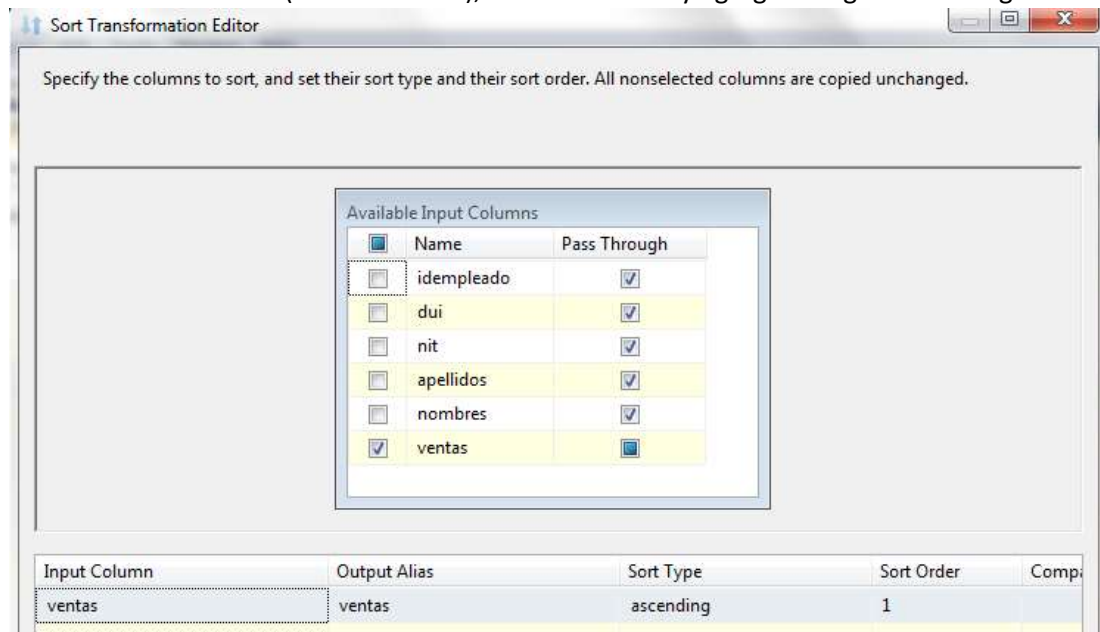 Sort Transformation Editor
Specify the columns to sort, and set their sort type and their sort order. All nonselected columns are copied unchanged.
Available Input Columns
Name Pass Through
idempleado
dui
nit
apellidos
nombres
ventas
Input Column Output Alias Sort Type Sort Order
ventas ventas ascending 1